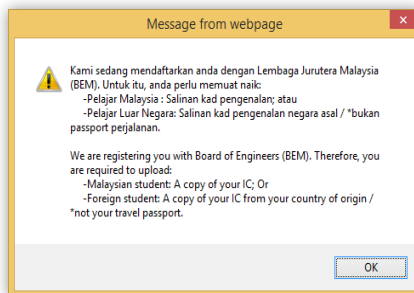 Message from webpage
Kami sedang mendaftarkan anda dengan Lembaga Jurutera Malaysia
(BEM). Untuk itu, anda perlu memuat naik:
-Pelajar Malaysia : Salinan kad pengenalan; atau
-Pelajar Luar Negara: Salinan kad pengenalan negara asal / *bukan
passport perjalanan.
We are registering you with Board of Engineers (BEM). Therefore, you
are required to upload:
-Malaysian student: A copy of your IC; Or
-Foreign student: A copy of your IC from your country of origin /
*not your travel passport.
OK